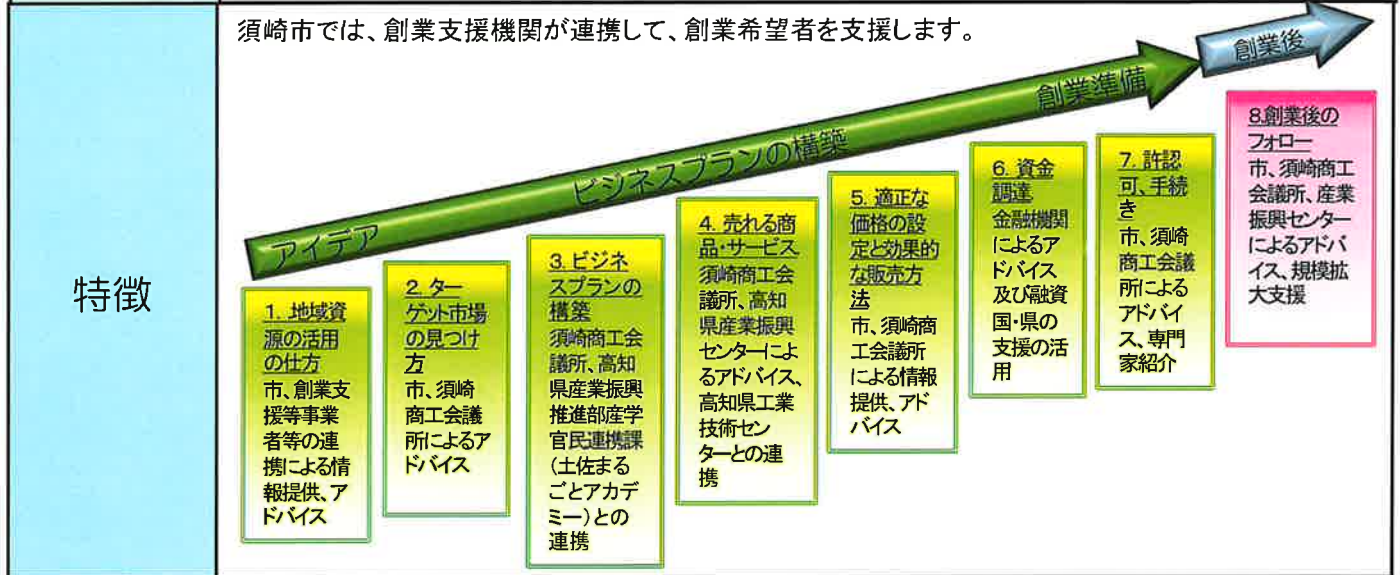 特徴
須崎市では、創業支援機関が連携して、創業希望者を支援します。
アイデア
ビジネスプランの構築
創業準備
創業後
1. 地域資
源の活用
の仕方
市、創業支
援等事業
者等の連
携による情
報提供、ア
ドバイス
2. ター
ゲット市場
の見つけ
方
市、須崎
商工会議
所によるア
ドバイス
3. ビジネ
スプランの
構築
須崎商工会
議所、高知
県産業振興
推進部産学
官民連携課
(土佐まる
ごとアカデ
ミー)との
連携
4. 売れる商
品・サービス
須崎商工会
議所、高知
県産業振興
センターによ
るアドバイス、
高知県工業
技術セン
ターとの連
携
5. 適正な
価格の設
定と効果的
な販売方
法
市、須崎商
工会議所
による情報
提供、アド
バイス
6. 資金
調達
金融機関
によるア
ドバイス
及び融資
国・県の
支援の活
用
7. 許認
可、手続
き
市、須崎
商工会議
所による
アドバイ
ス、専門
家紹介
8.創業後の
フォロー
市、須崎商工
会議所、産業
振興センター
によるアドバ
イス、規模拡
大支援